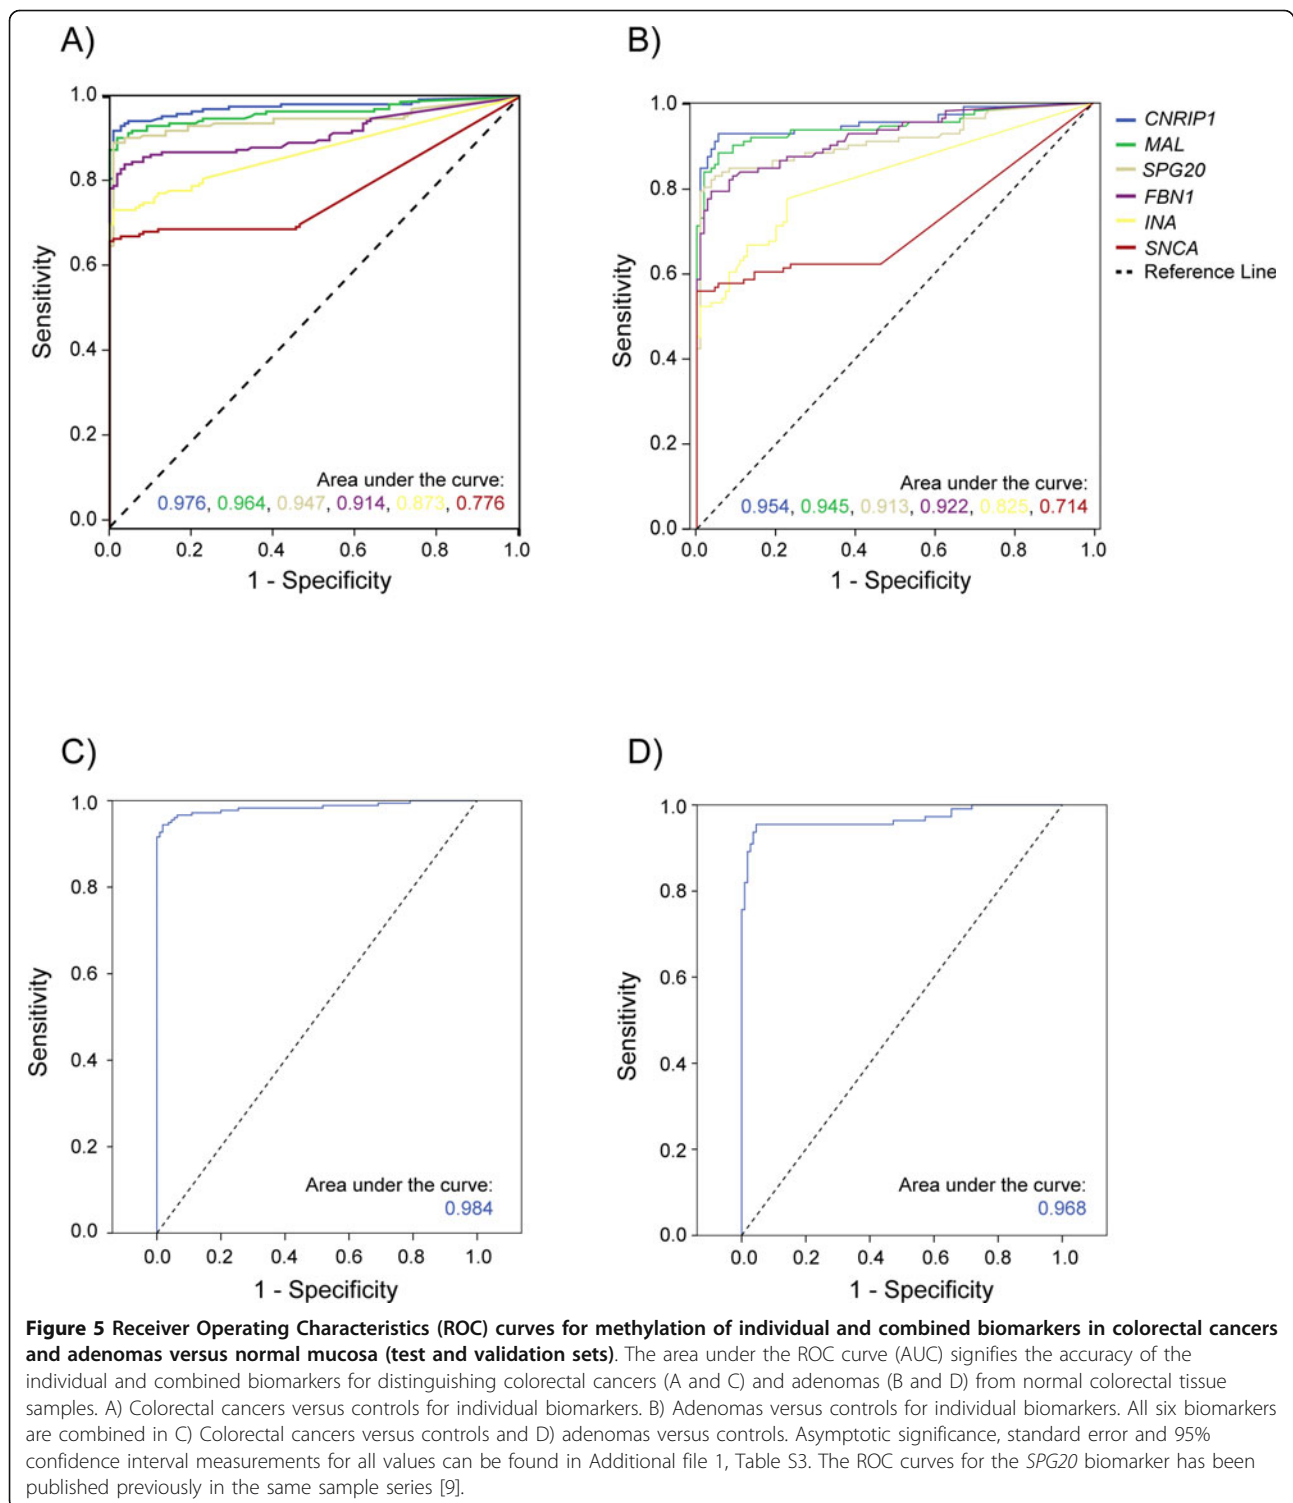 A)
1.0
0.8
0.6
0.4
0.2
0.0
Sensitivity
Area under the curve:
0.976, 0.964, 0.947, 0.914, 0.873, 0.776
0.0 0.2 0.4 0.6 0.8 1.0
1 - Specificity
B)
1.0
0.8
0.6
0.4
0.2
0.0
Sensitivity
Area under the curve:
0.954, 0.945, 0.913, 0.922, 0.825, 0.714
0.0 0.2 0.4 0.6 0.8 1.0
1 - Specificity
CNRIP1
MAL
SPG20
FBN1
INA
SNCA
Reference Line
C)
1.0
0.8
0.6
0.4
0.2
0.0
Sensitivity
Area under the curve:
0.984
0.0 0.2 0.4 0.6 0.8 1.0
1 - Specificity
D)
1.0
0.8
0.6
0.4
0.2
0.0
Sensitivity
Area under the curve:
0.968
0.0 0.2 0.4 0.6 0.8 1.0
1 - Specificity
Figure 5 Receiver Operating Characteristics (ROC) curves for methylation of individual and combined biomarkers in colorectal cancers
and adenomas versus normal mucosa (test and validation sets). The area under the ROC curve (AUC) signifies the accuracy of the
individual and combined biomarkers for distinguishing colorectal cancers (A and C) and adenomas (B and D) from normal colorectal tissue
samples. A) Colorectal cancers versus controls for individual biomarkers. B) Adenomas versus controls for individual biomarkers. All six biomarkers
are combined in C) Colorectal cancers versus controls and D) adenomas versus controls. Asymptotic significance, standard error and 95%
confidence interval measurements for all values can be found in Additional file 1, Table S3. The ROC curves for the SPG20 biomarker has been
published previously in the same sample series [9].